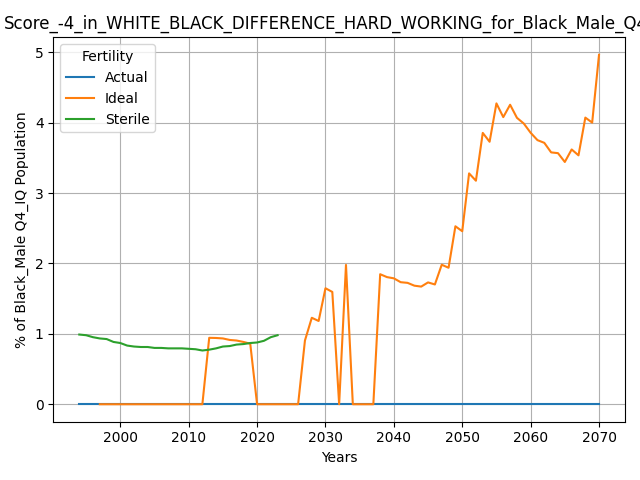 Score_-4_in_WHITE_BLACK_DIFFERENCE_HARD_WORKING_for_Black_Male_Q4
Fertility
Actual
Ideal
Sterile
% of Black_Male Q4_IQ Population
5
4
3
2
1
0
2000
2010
2020
2030
2040
2050
2060
2070
Years